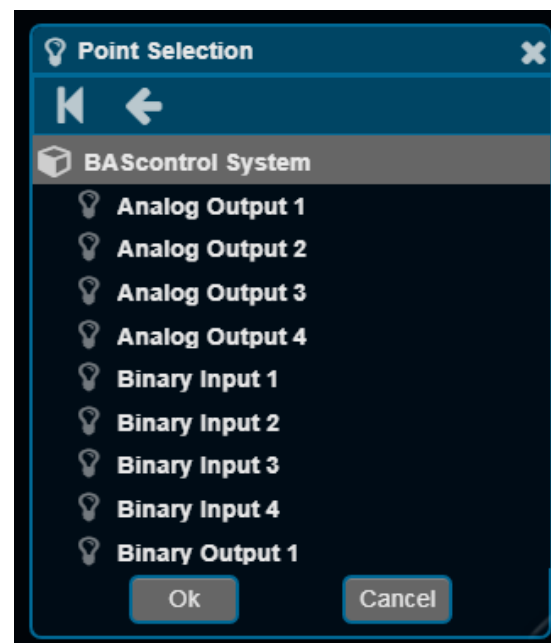 Point Selection
BAScontrol System
Analog Output 1
Analog Output 2
Analog Output 3
Analog Output 4
Binary Input 1
Binary Input 2
Binary Input 3
Binary Input 4
Binary Output 1
Ok Cancel